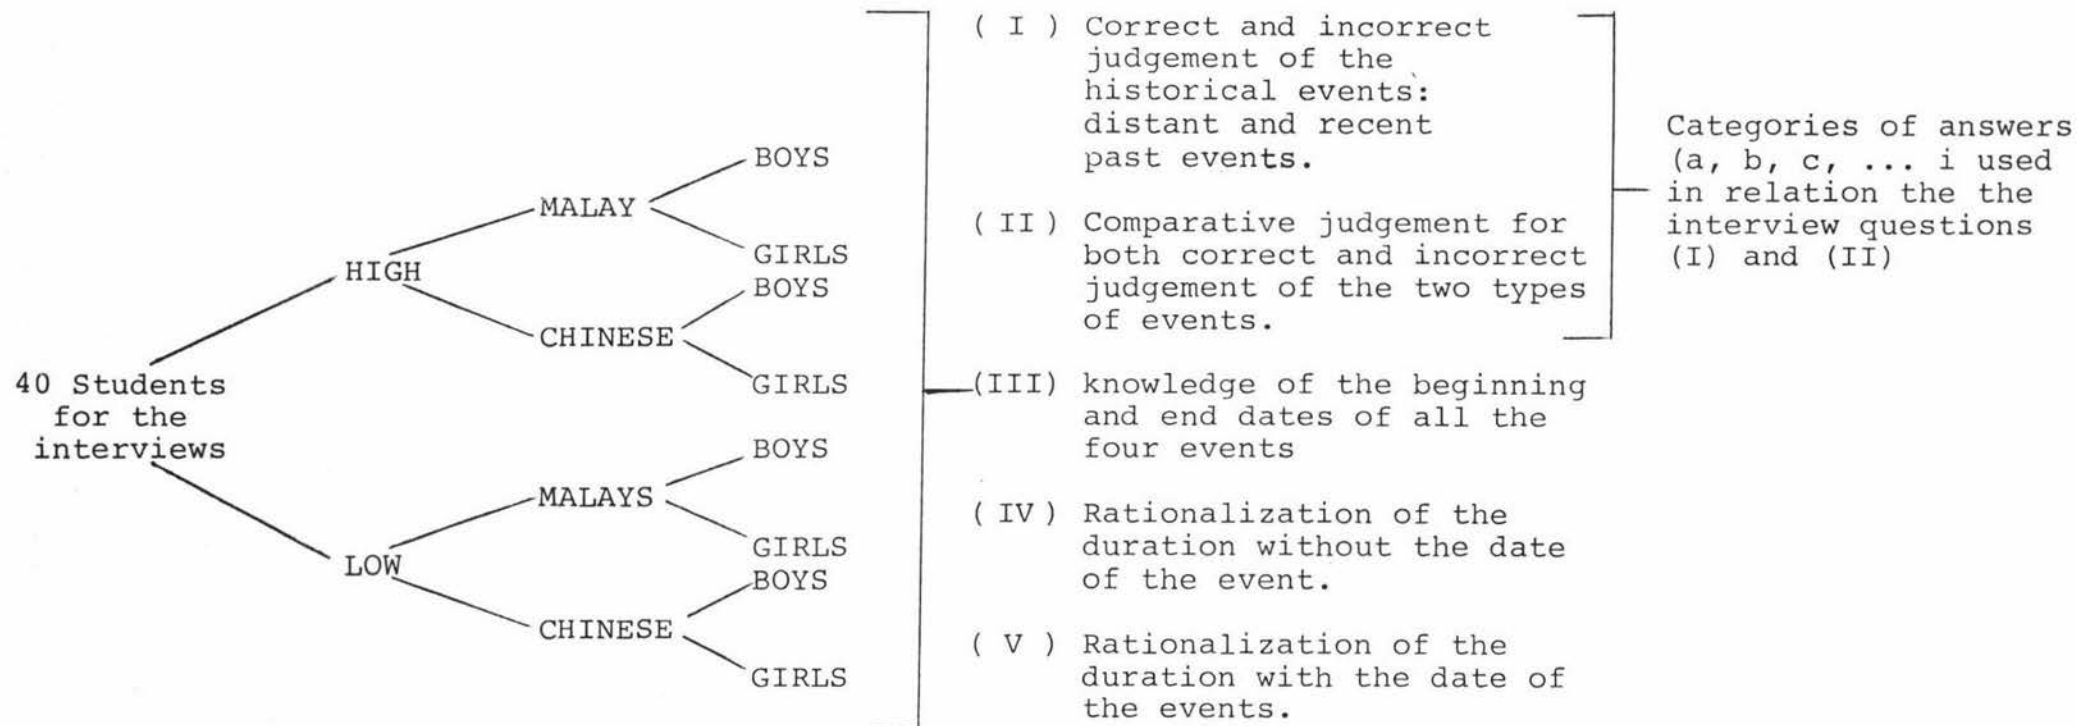 40 Students
for the
interviews
HIGH
LOW
MALAY
CHINESE
MALAYS
CHINESE
BOYS
GIRLS
BOYS
GIRLS
BOYS
GIRLS
BOYS
GIRLS
( I ) Correct and incorrect
judgement of the
historical events:
distant and recent
past events.
( II ) Comparative judgement for
both correct and incorrect
judgement of the two types
of events.
(III) knowledge of the beginning
and end dates of all the
four events
( IV ) Rationalization of the
duration without the date
of the event.
( V ) Rationalization of the
duration with the date of
the events.
Categories of answers
(a, b, c, ... i used
in relation the the
interview questions
(I) and (II)